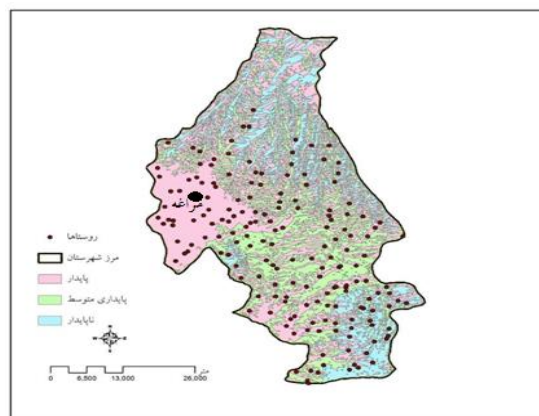 مراغه
روستاها
مرز شهرستان
پایدار
پایداری متوسط
ناپایدار
متر
0 6,500 13,000 26,000